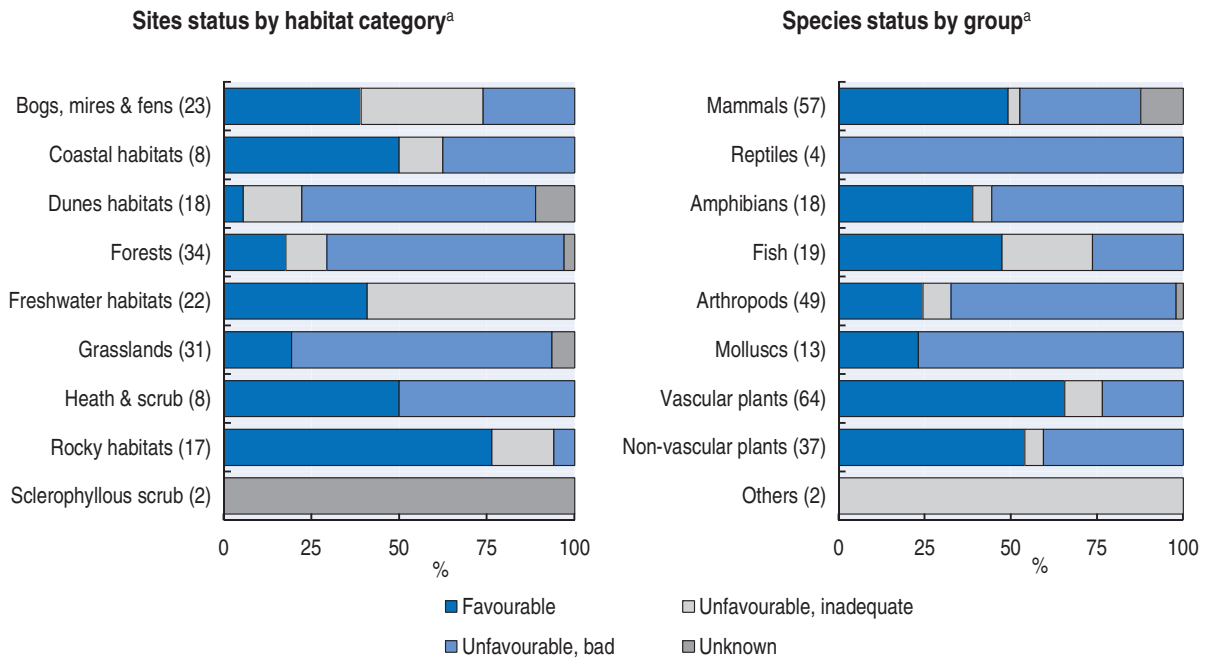 Sites status by habitat categoryª
Bogs, mires & fens (23)
Coastal habitats (8)
Dunes habitats (18)
Forests (34)
Freshwater habitats (22)
Grasslands (31)
Heath & scrub (8)
Rocky habitats (17)
Sclerophyllous scrub (2)
0 25 50 75 100
%
Species status by groupª
Mammals (57)
Reptiles (4)
Amphibians (18)
Fish (19)
Arthropods (49)
Molluscs (13)
Vascular plants (64)
Non-vascular plants (37)
Others (2)
0 25 50 75 100
%
Favourable
Unfavourable, inadequate
Unfavourable, bad
Unknown